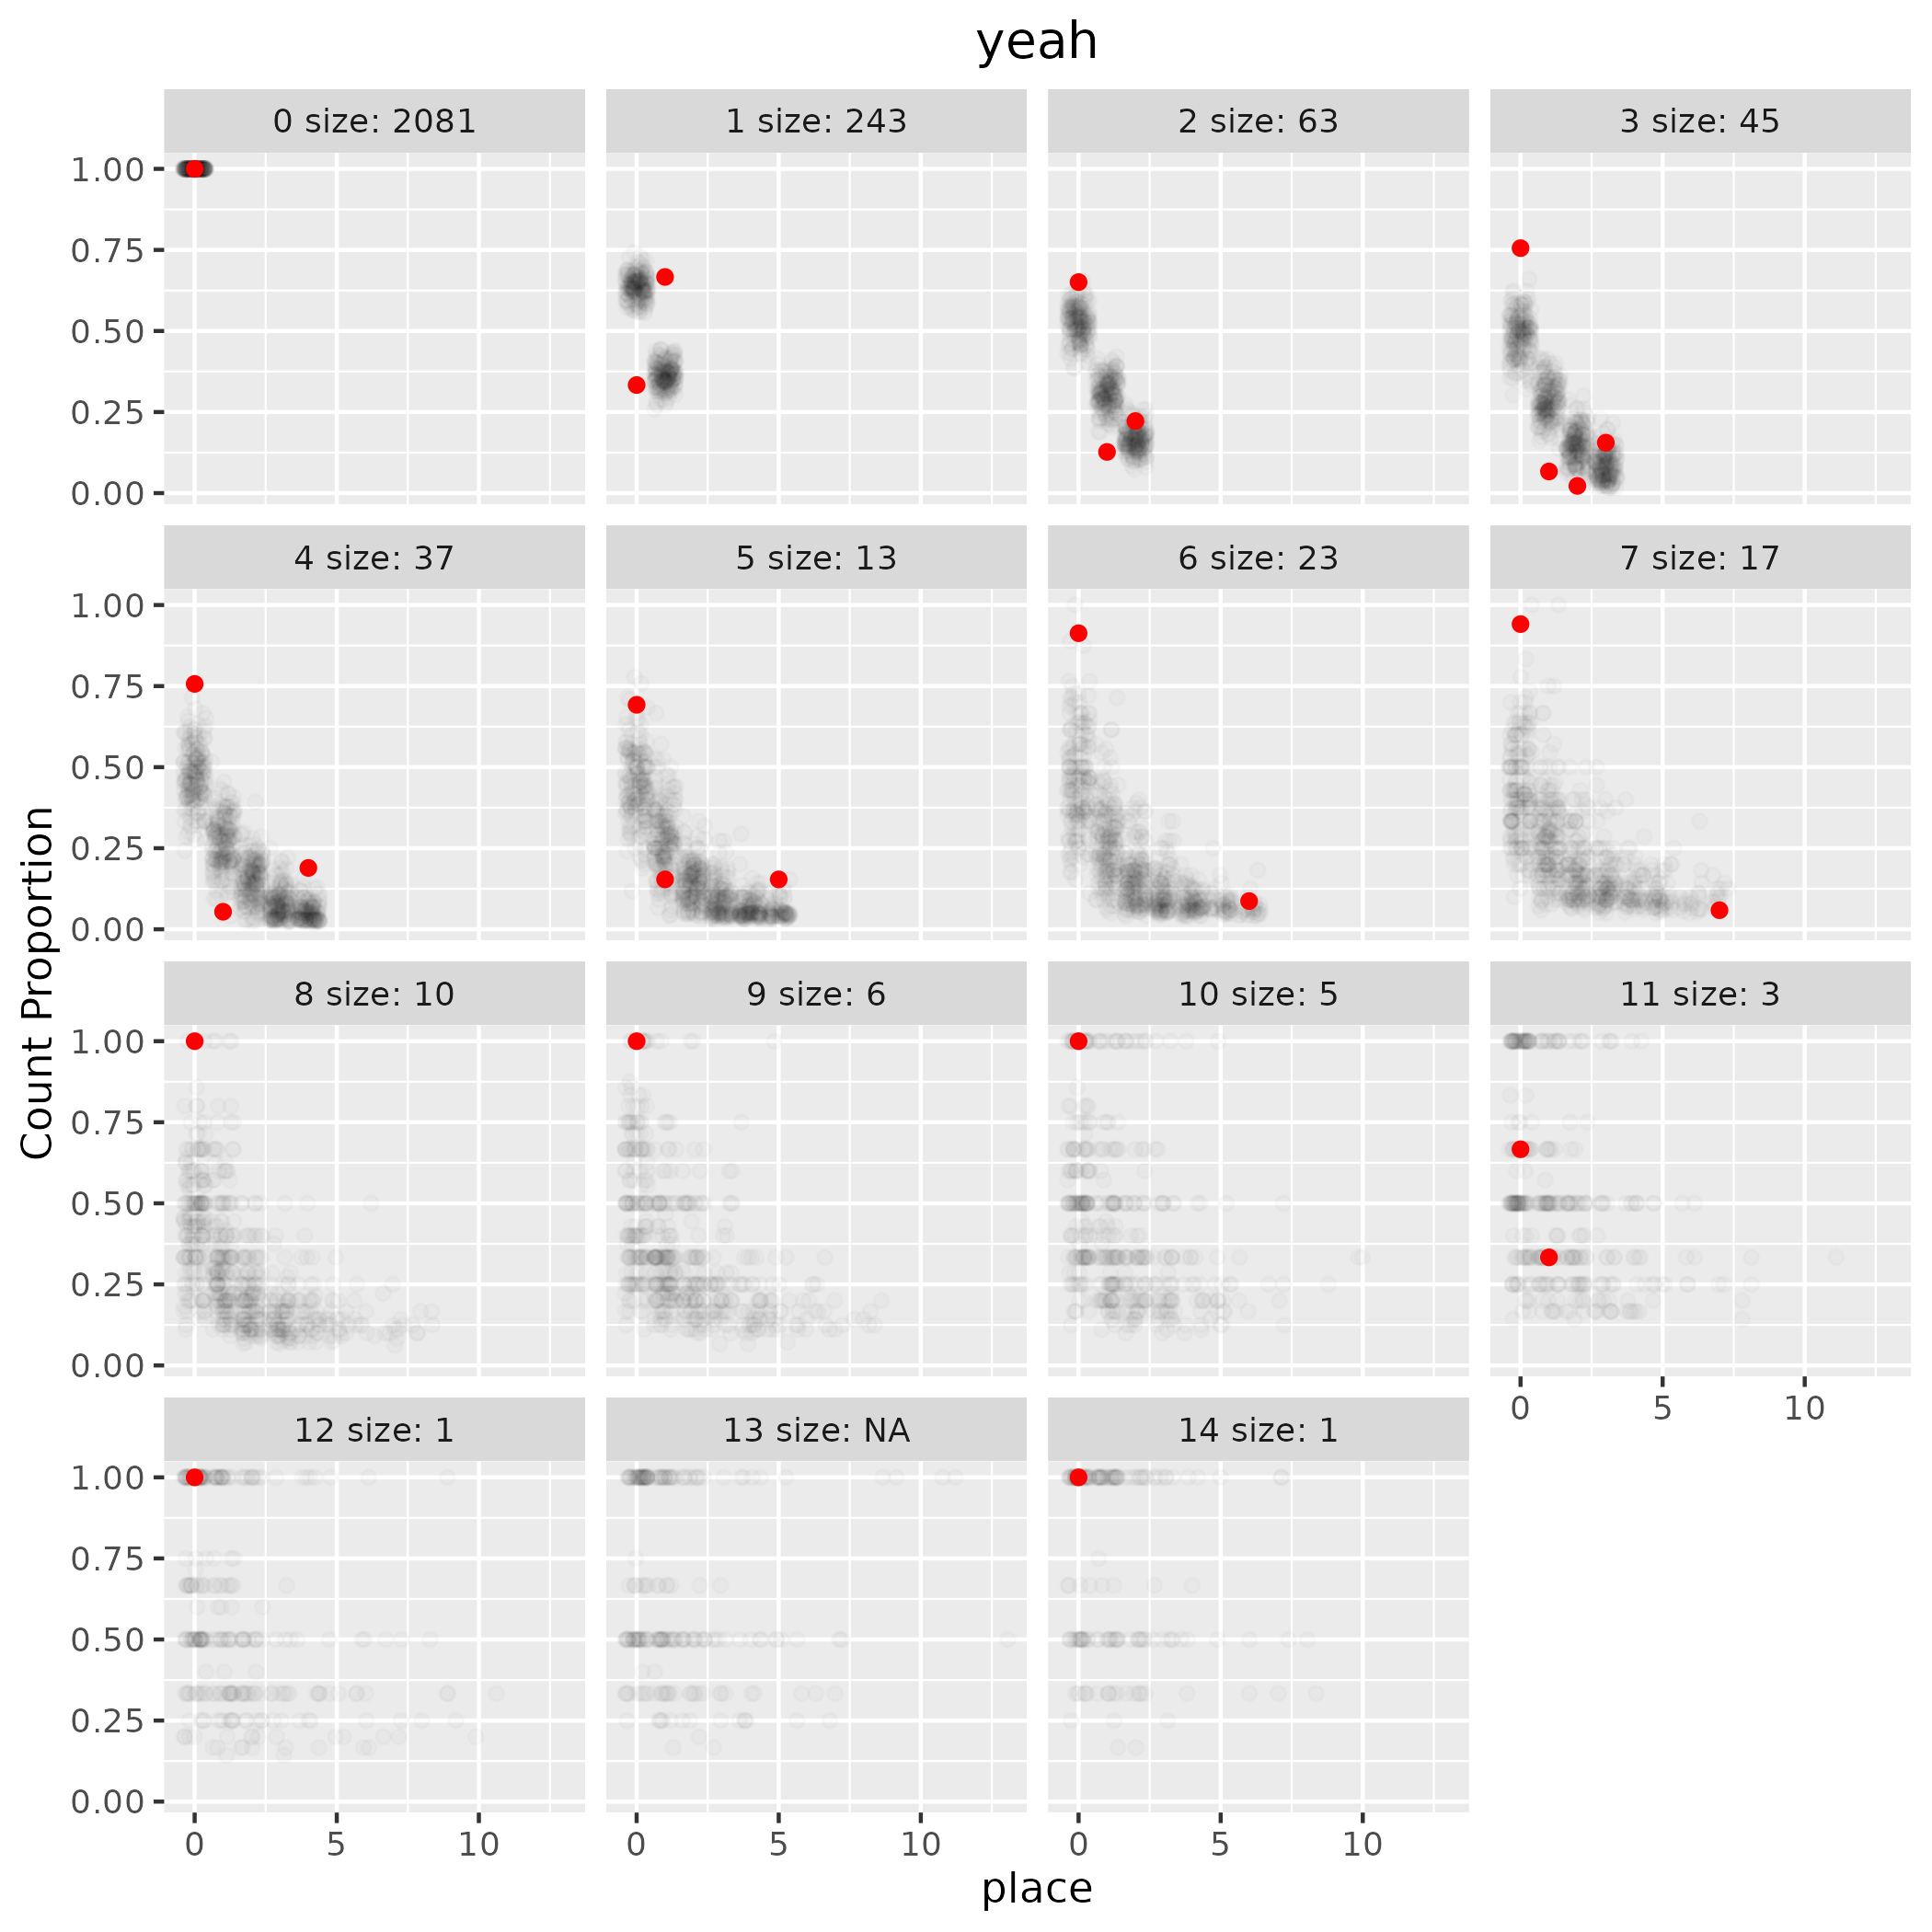 yeah
0 size: 2081
1 size: 243
2 size: 63
3 size: 45
1.00
0.75
0.50
0.25
0.00
4 size: 37
5 size: 13
6 size: 23
7 size: 17
1.00
0.75
0.50
0.25
0.00
Count Proportion
8 size: 10
9 size: 6
10 size: 5
11 size: 3
1.00
0.75
0.50
0.25
0.00
0 5 10
12 size: 1
13 size: NA
14 size: 1
1.00
0.75
0.50
0.25
0.00
0 5 10
0 5 10
0 5 10
place